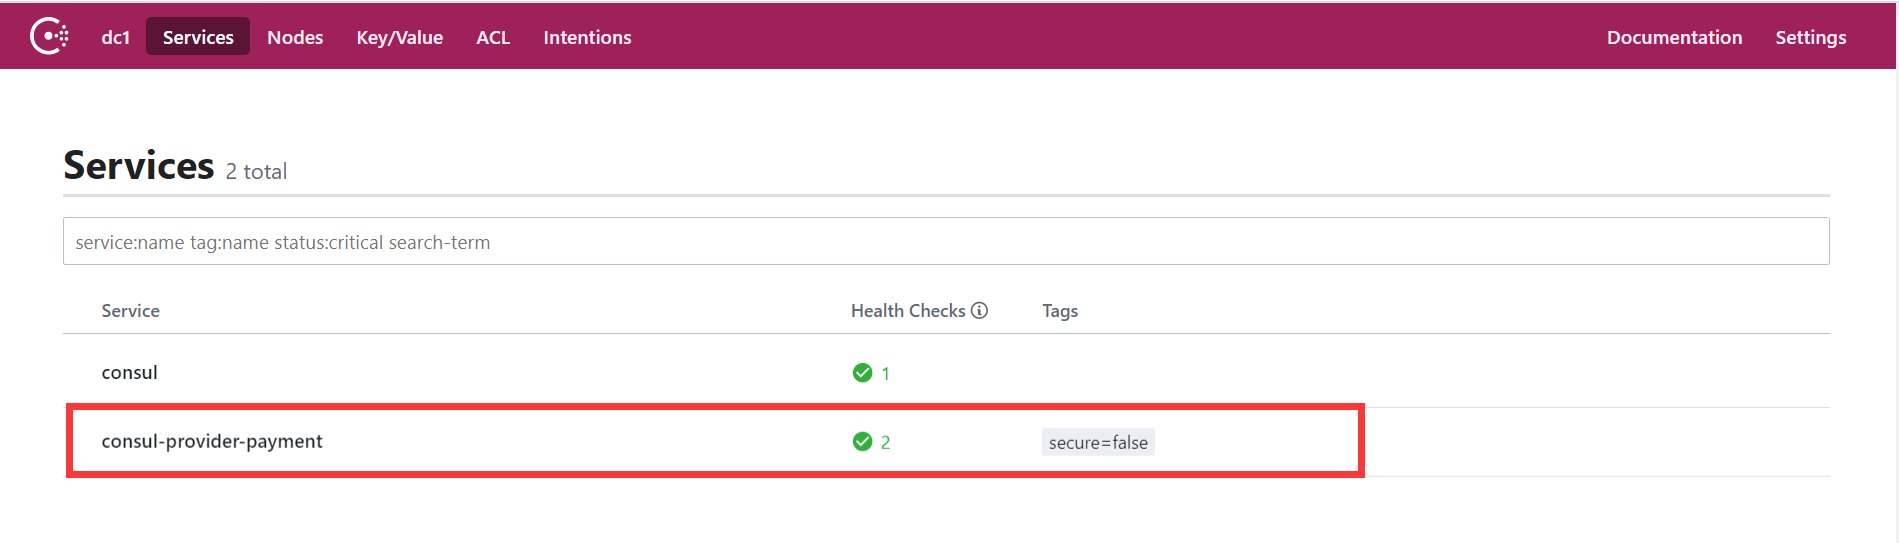 dc1 Services Nodes Key/Value ACL Intentions Documentation Settings
Services 2 total
service:name tag:name status:critical search-term
Service Health Checks Tags
consul 1
consul-provider-payment 2 secure=false